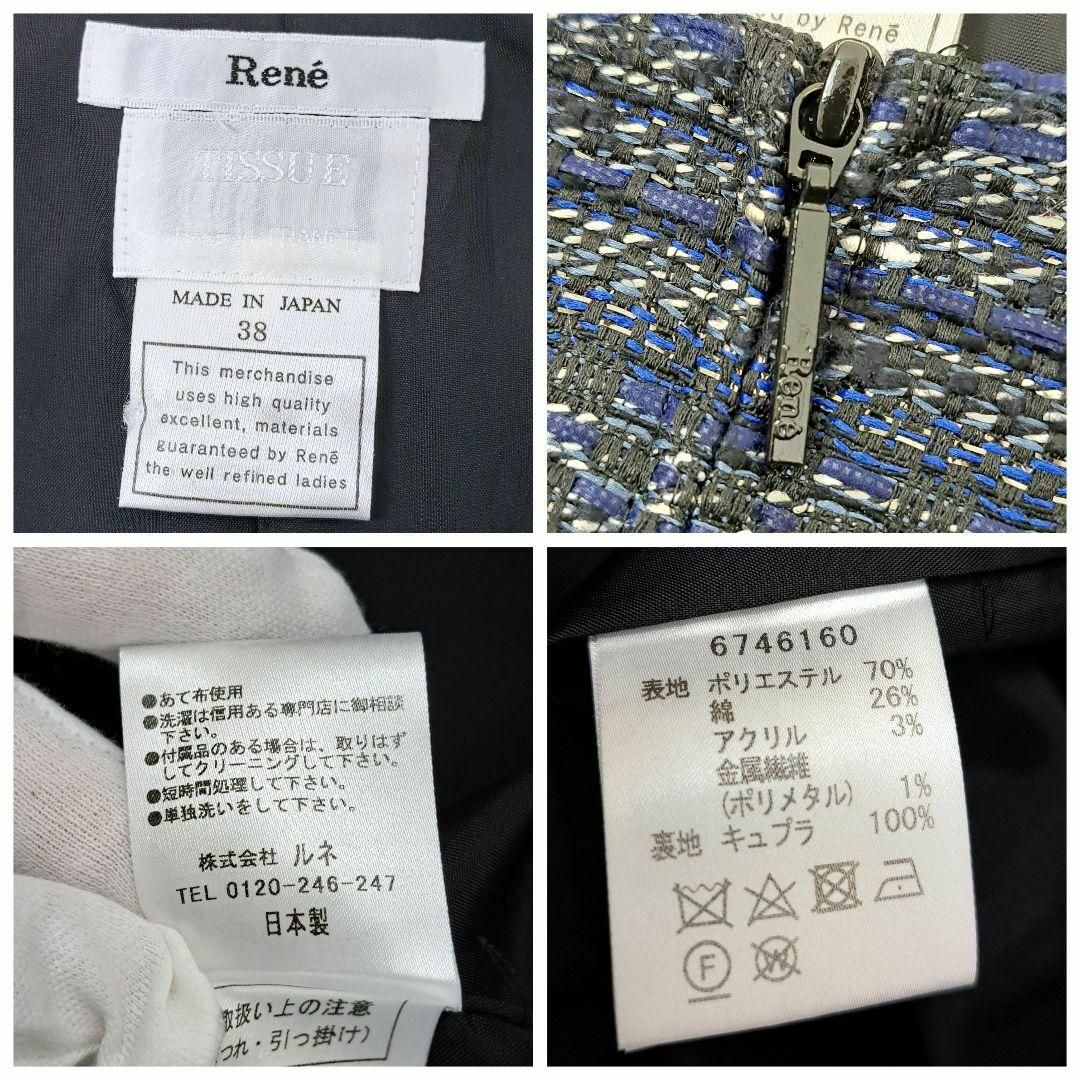 René
TISSUE
FRANCE
MADE IN JAPAN
38
This merchandise
uses high quality
excellent, materials
guaranteed by Renē
the well refined ladies
by Renē
René
●あて布使用
●洗濯は信用ある専門店に御相談
下さい。
●付属品のある場合は、取りはず
してクリーニングして下さい。
●短時間処理して下さい。
●単独洗いをして下さい。
株式会社 ルネ
TEL 0120-246-247
日本製
取扱い上の注意
つれ・引っ掛け)
6746160
表地 ポリエステル 70%
綿 26%
アクリル 3%
金属繊維
(ポリメタル) 1%
裏地 キュプラ 100%
F
W